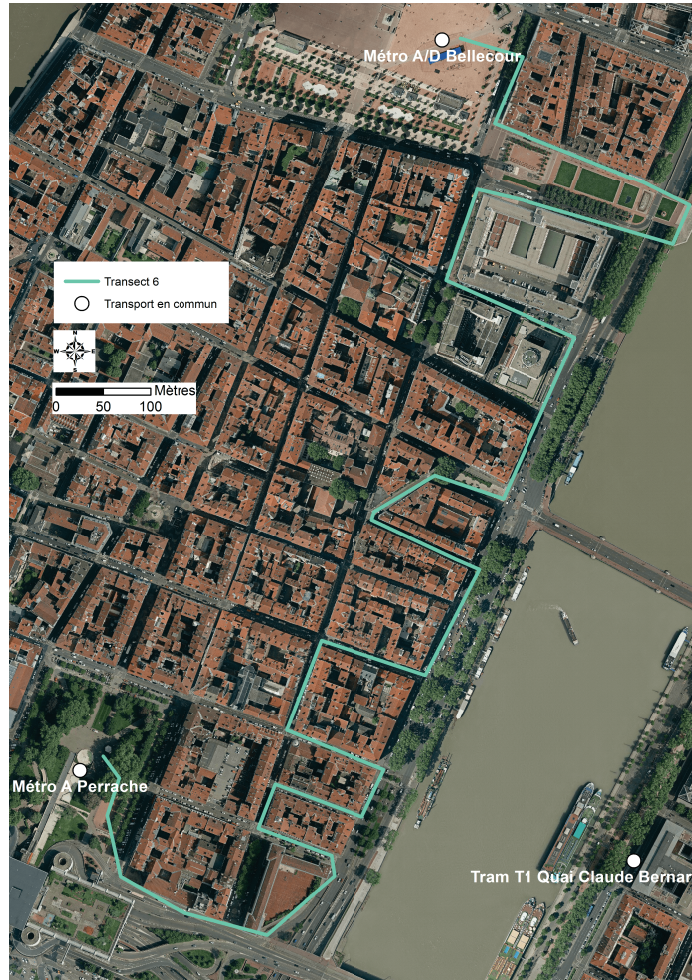 Métro A/D Bellecour
Transect 6
Transport en commun
N
W E
S
Mètres
0 50 100
Métro A Perrache
Tram T1 Quai Claude Bernar